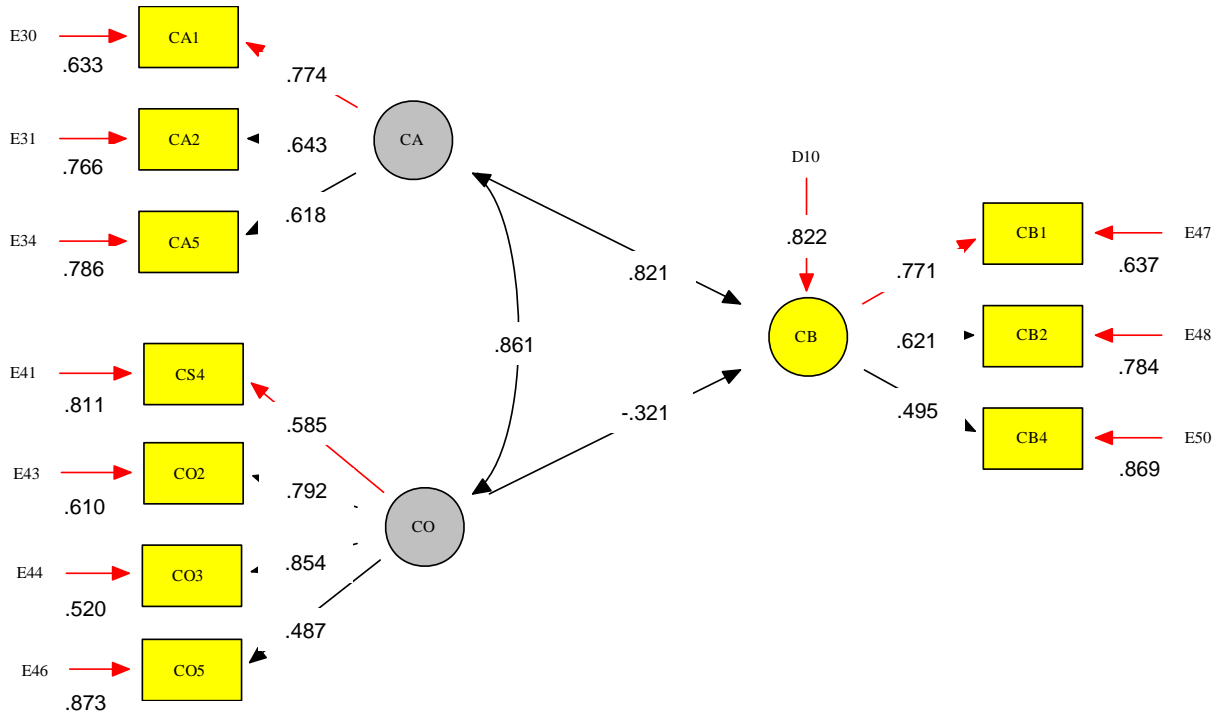 E30
.633
CA1
.774
E31
.766
CA2
.643
CA
E34
.786
CA5
.618
D10
.822
.821
CB1
E47
.637
.771
CB
CB2
E48
.784
.621
.861
E41
.811
CS4
.585
-.321
.495
CB4
E50
.869
E43
.610
CO2
.792
CO
E44
.520
CO3
.854
E46
.873
CO5
.487